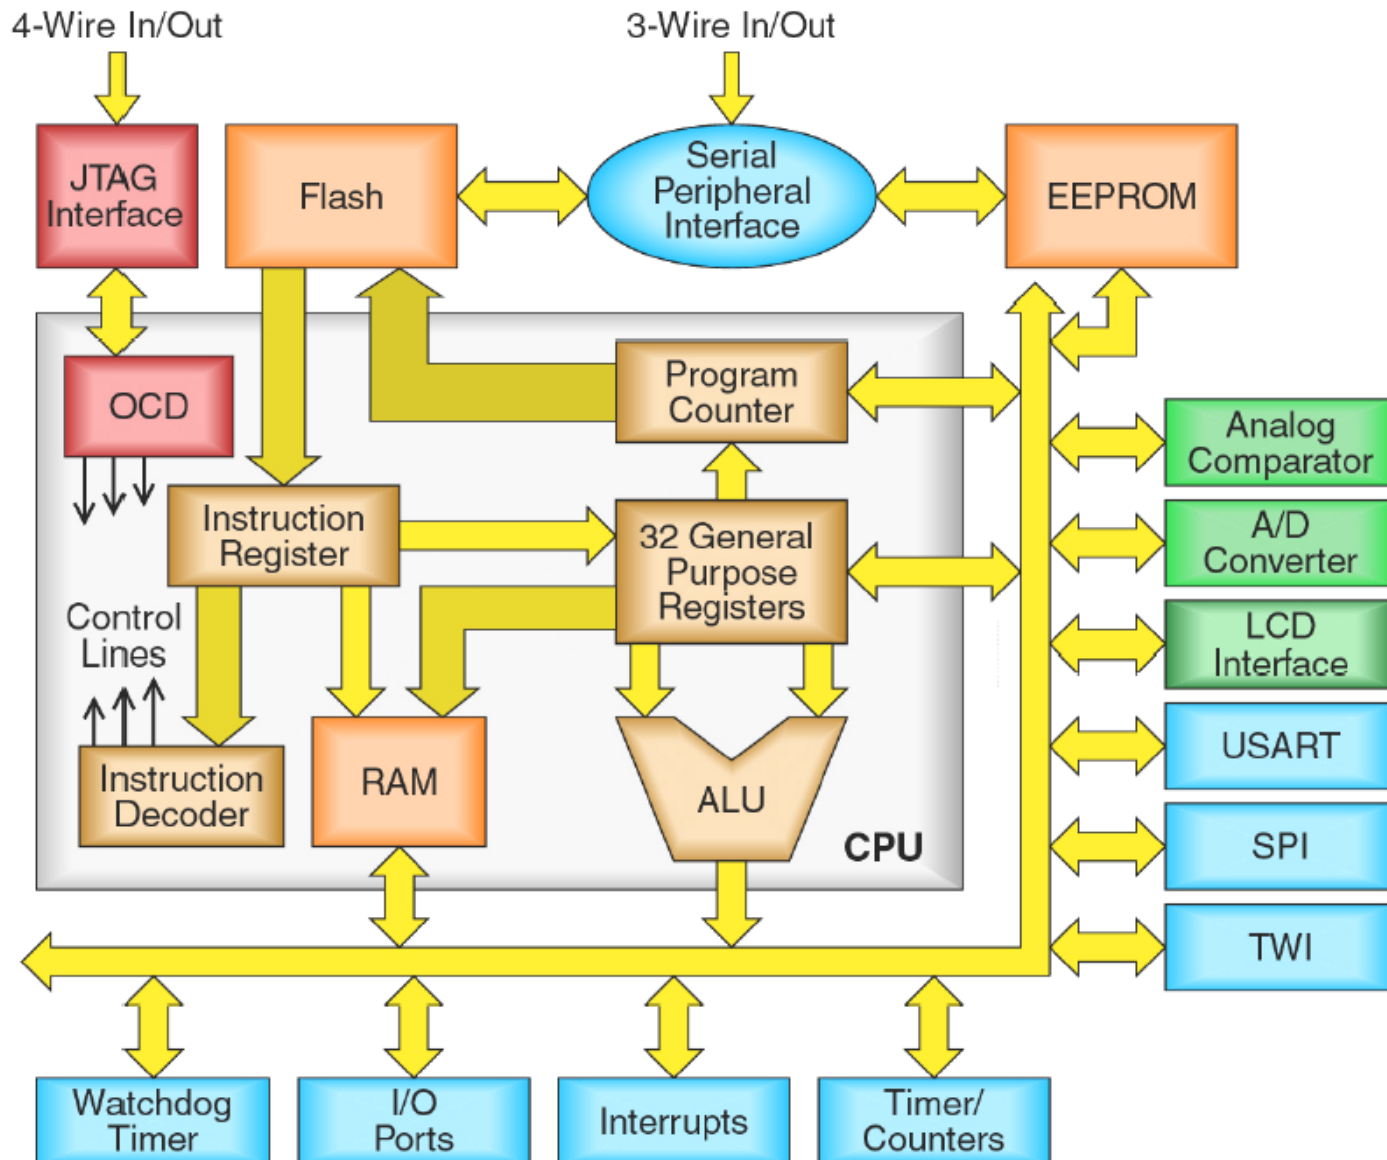 4-Wire In/Out
3-Wire In/Out
JTAG
Interface
Flash
Serial
Peripheral
Interface
EEPROM
OCD
Program
Counter
Analog
Comparator
Instruction
Register
32 General
Purpose
Registers
A/D
Converter
Control
Lines
LCD
Interface
Instruction
Decoder
RAM
ALU
CPU
USART
SPI
TWI
Watchdog
Timer
I/O
Ports
Interrupts
Timer/
Counters